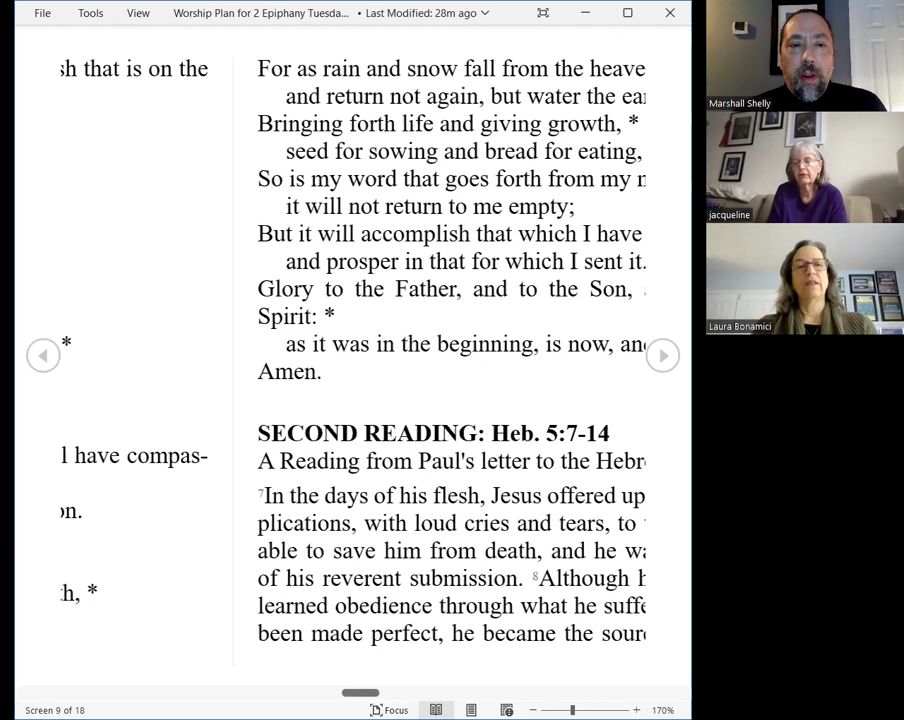 File Tools View Worship Plan for 2 Epiphany Tuesda... • Last Modified: 28m ago
sh that is on the
*
l have compas-
on.
th, *
For as rain and snow fall from the heave
and return not again, but water the ear
Bringing forth life and giving growth, *
seed for sowing and bread for eating,
So is my word that goes forth from my m
it will not return to me empty;
But it will accomplish that which I have
and prosper in that for which I sent it.
Glory to the Father, and to the Son,
Spirit: *
as it was in the beginning, is now, and
Amen.
SECOND READING: Heb. 5:7-14
A Reading from Paul's letter to the Hebr
7In the days of his flesh, Jesus offered up
plications, with loud cries and tears, to
able to save him from death, and he wa
of his reverent submission. 8Although h
learned obedience through what he suffe
been made perfect, he became the sourc
Screen 9 of 18 Focus 170%
Marshall Shelly
jacqueline
Laura Bonamici